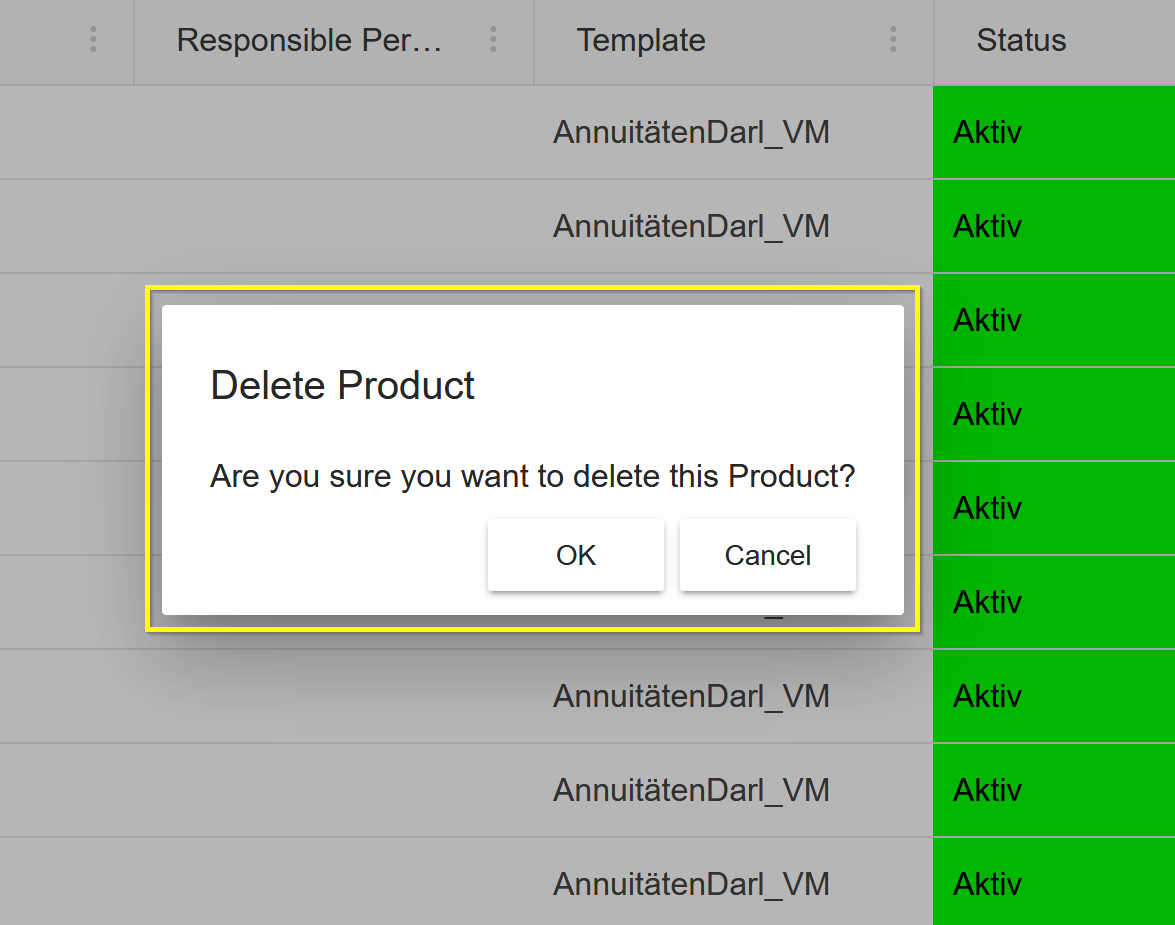 Responsible Per… Template Status
AnnuitätenDarl_VM Aktiv
AnnuitätenDarl_VM Aktiv
Aktiv
Delete Product
Aktiv
Are you sure you want to delete this Product?
Aktiv
OK Cancel
Aktiv
AnnuitätenDarl_VM Aktiv
AnnuitätenDarl_VM Aktiv
AnnuitätenDarl_VM Aktiv